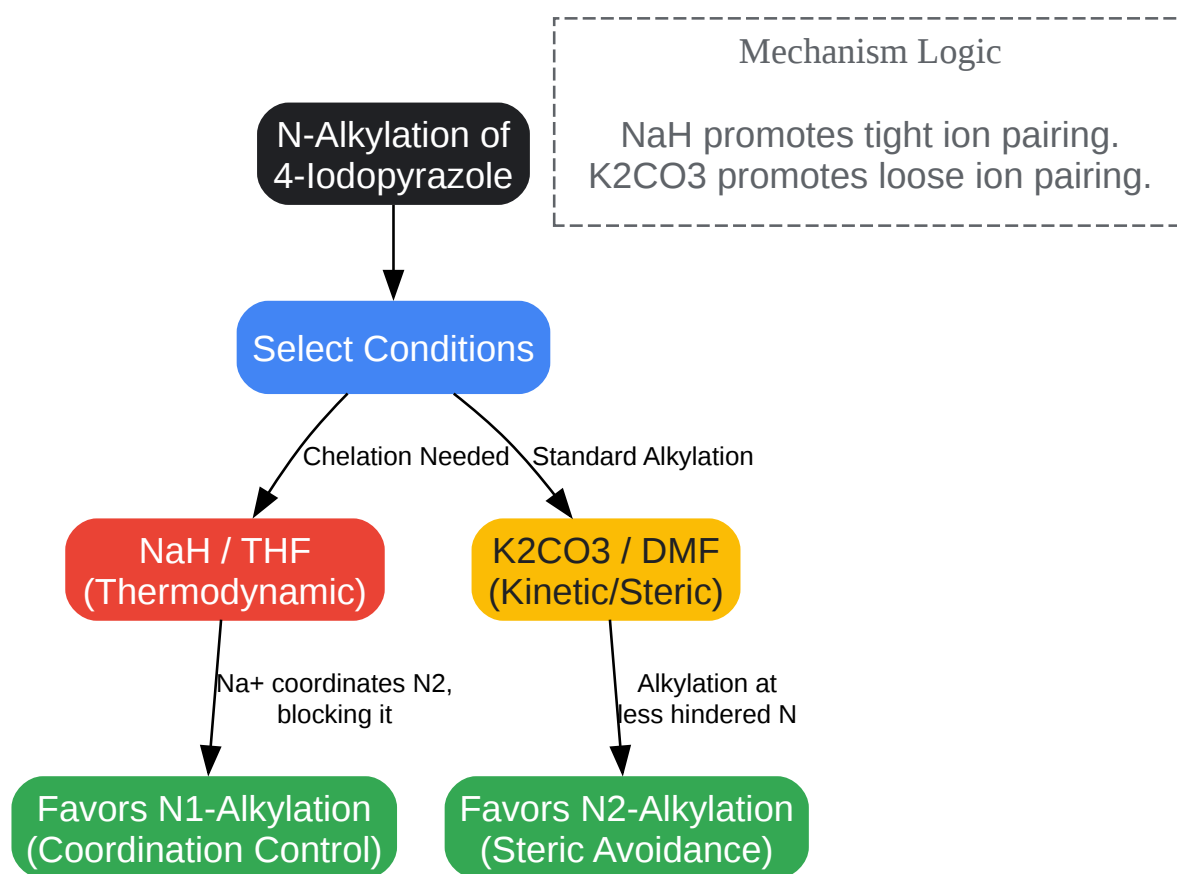 Mechanism Logic
NaH promotes tight ion pairing.
K2CO3 promotes loose ion pairing.
N-Alkylation of
4-Iodopyrazole
Select Conditions
Chelation Needed
Standard Alkylation
NaH / THF
(Thermodynamic)
K2CO3 / DMF
(Kinetic/Steric)
Na+ coordinates N2,
blocking it
Alkylation at
less hindered N
Favors N1-Alkylation
(Coordination Control)
Favors N2-Alkylation
(Steric Avoidance)